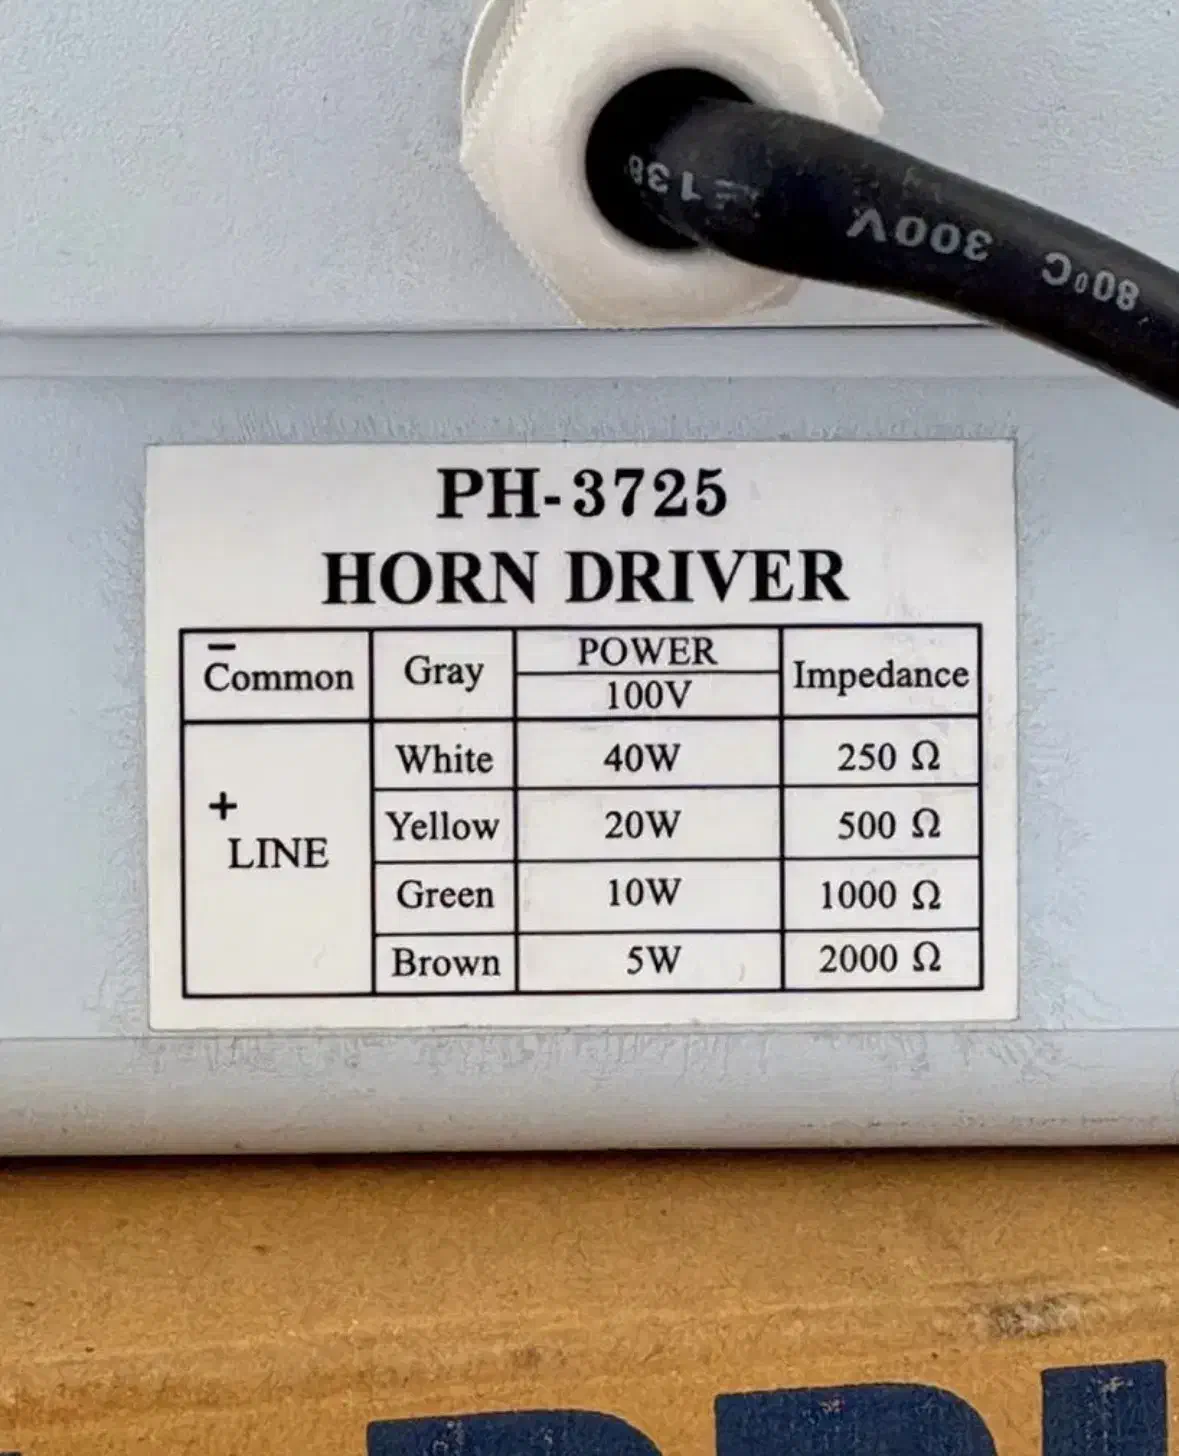 80°C 300V
PH-3725
HORN DRIVER
− Common Gray POWER 100V Impedance
+ LINE
White 40W 250 Ω
Yellow 20W 500 Ω
Green 10W 1000 Ω
Brown 5W 2000 Ω